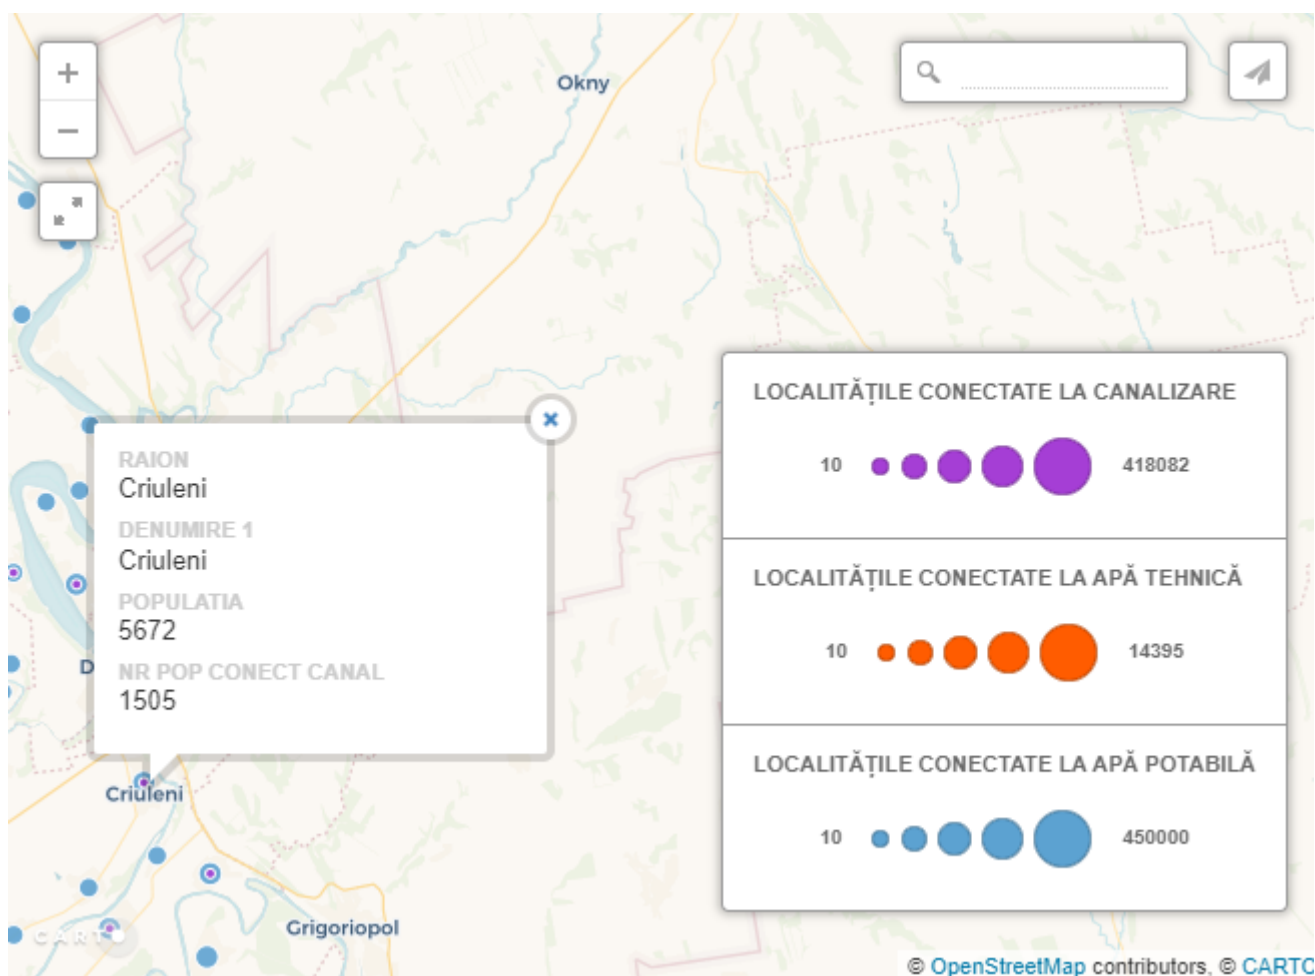 +
Okny
−
RAION
Criuleni
DENUMIRE 1
Criuleni
POPULATIA
5672
NR POP CONECT CANAL
1505
LOCALITĂȚILE CONECTATE LA CANALIZARE
10 418082
LOCALITĂȚILE CONECTATE LA APĂ TEHNICĂ
10 14395
LOCALITĂȚILE CONECTATE LA APĂ POTABILĂ
10 450000
D
Criuleni
Grigoriopol
CARTO
© OpenStreetMap contributors, © CARTO